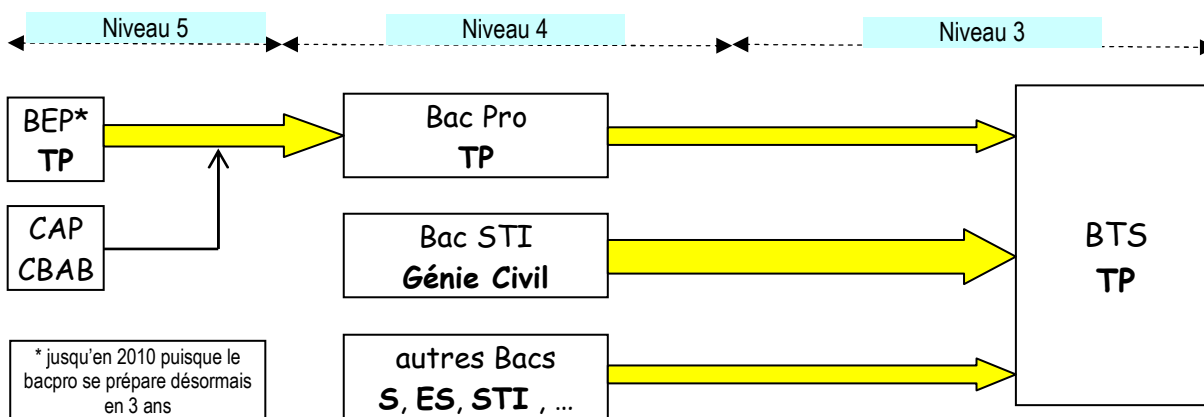 Niveau 5
Niveau 4
Niveau 3
BEP*
TP
Bac Pro
TP
CAP
CBAB
Bac STI
Génie Civil
BTS
TP
* jusqu'en 2010 puisque le
bacpro se prépare désormais
en 3 ans
autres Bacs
S, ES, STI , ...